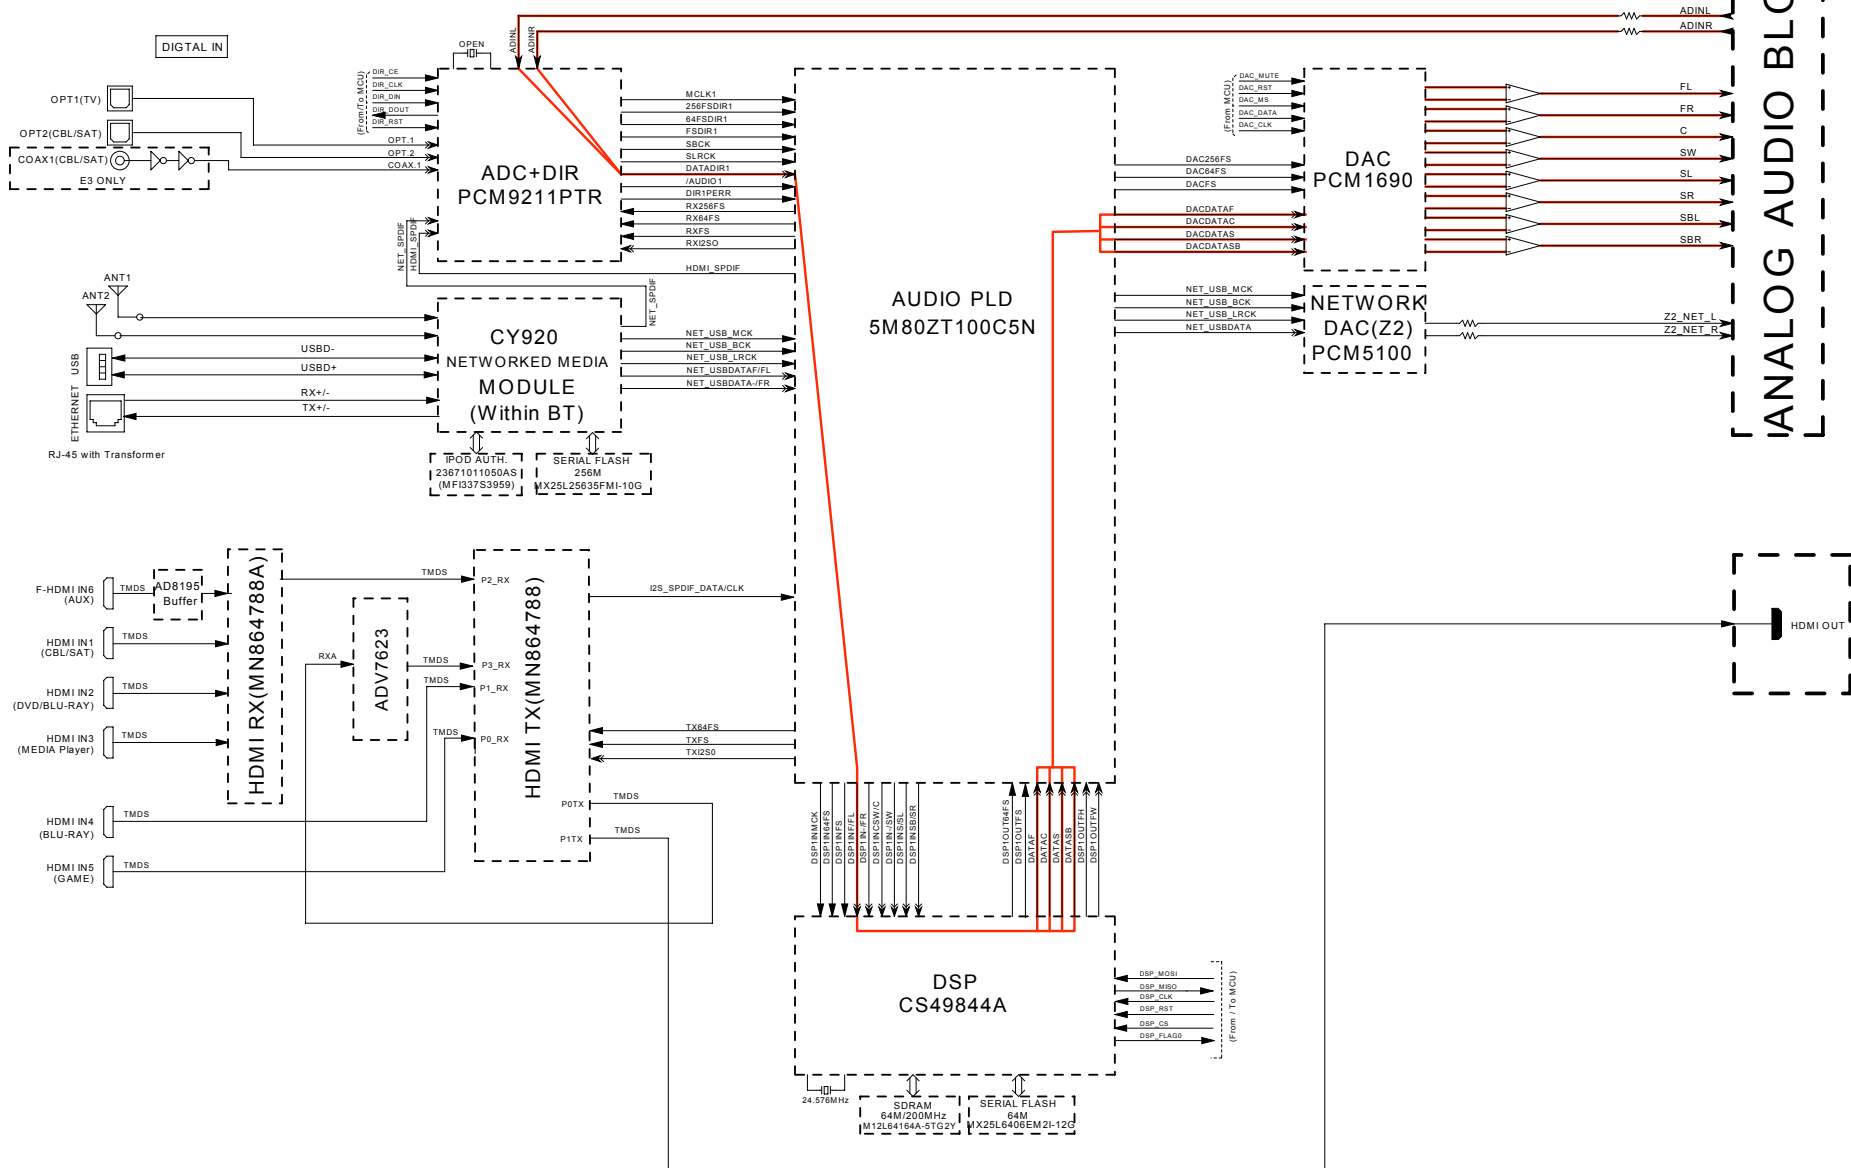 DIGTAL IN
OPT1(TV)
OPT2(CBL/SAT)
COAX1(CBL/SAT)
E3 ONLY
OPEN
ADINL
ADINR
(From/To MCU)
DIR_CE
DIR_CLK
DIR_DIN
DIR_DOUT
DIR_RST
OPT.1
OPT.2
COAX.1
ADC+DIR
PCM9211PTR
NET_SPDIF
HDMI_SPDIF
MCLK1
256FSDIR1
64FSDIR1
FSDIR1
SBCK
SLRCK
DATADIR1
/AUDIO1
DIR1PERR
RX256FS
RX64FS
RXFS
RXI2SO
HDMI_SPDIF
NET_SPDIF
ANT1
ANT2
USB
USBD-
USBD+
ETHERNET
RX+/-
TX+/-
RJ-45 with Transformer
CY920
NETWORKED MEDIA
MODULE
(Within BT)
NET_USB_MCK
NET_USB_BCK
NET_USB_LRCK
NET_USBDATAF/FL
NET_USBDATA-/FR
IPOD AUTH.
23671011050AS
(MFI337S3959)
SERIAL FLASH
256M
MX25L25635FMI-10G
AUDIO PLD
5M80ZT100C5N
DAC_MUTE
DAC_RST
DAC_MS
DAC_DATA
DAC_CLK
(From MCU)
DAC256FS
DAC64FS
DACFS
DACDATAF
DACDATAC
DACDATAS
DACDATASB
DAC
PCM1690
NET_USB_MCK
NET_USB_BCK
NET_USB_LRCK
NET_USBDATA
NETWORK
DAC(Z2)
PCM5100
ADINL
ADINR
FL
FR
C
SW
SL
SR
SBL
SBR
Z2_NET_L
Z2_NET_R
ANALOG AUDIO BLO
F-HDMI IN6
(AUX)
TMDS
AD8195
Buffer
HDMI IN1
(CBL/SAT)
TMDS
HDMI IN2
(DVD/BLU-RAY)
TMDS
HDMI IN3
(MEDIA Player)
TMDS
HDMI IN4
(BLU-RAY)
TMDS
HDMI IN5
(GAME)
TMDS
HDMI RX(MN864788A)
RXA
ADV7623
TMDS
TMDS
TMDS
TMDS
P2_RX
P3_RX
P1_RX
P0_RX
HDMI TX(MN864788)
P0TX
P1TX
TMDS
TMDS
I2S_SPDIF_DATA/CLK
TX64FS
TXFS
TXI2S0
HDMI OUT
DSP1INMCK
DSP1IN64FS
DSP1INFS
DSP1INF/FL
DSP1IN-/FR
DSP1INCSW/C
DSP1IN-/SW
DSP1INS/SL
DSP1INSB/SR
DSP1OUT64FS
DSP1OUTFS
DATAF
DATAC
DATAS
DATASB
DSP1OUTFH
DSP1OUTFW
DSP
CS49844A
DSP_MOSI
DSP_MISO
DSP_CLK
DSP_RST
DSP_CS
DSP_FLAG0
(From / To MCU)
24.576MHz
SDRAM
64M/200MHz
M12L64164A-5TG2Y
SERIAL FLASH
64M
MX25L6406EM2I-12G